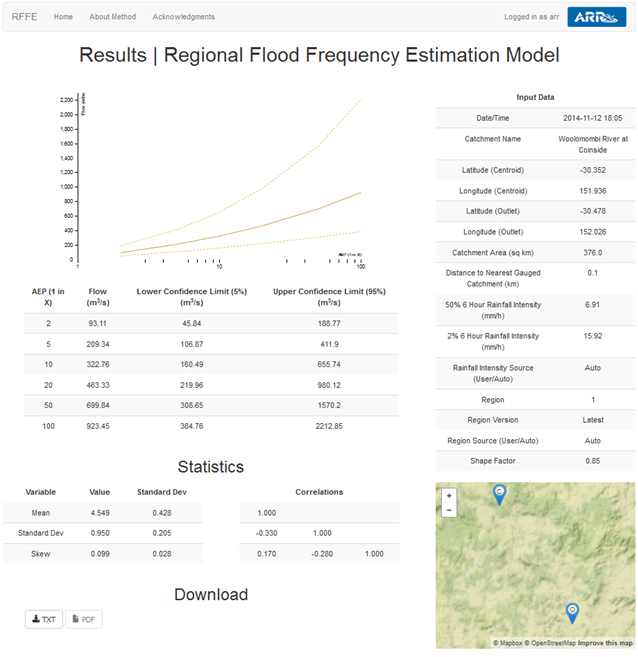 RFFE Home About Method Acknowledgments Logged in as arr ARR
Results | Regional Flood Frequency Estimation Model
Flow (m3/s)
2,200
2,000
1,800
1,600
1,400
1,200
1,000
800
600
400
200
0
AEP (1 in X)
1 10 100
AEP (1 in X) Flow (m³/s) Lower Confidence Limit (5%) (m³/s) Upper Confidence Limit (95%) (m³/s)
2 93.11 45.84 188.77
5 209.34 106.87 411.9
10 322.76 160.49 655.74
20 463.33 219.96 980.12
50 699.84 308.65 1570.2
100 923.45 384.76 2212.85
Statistics
Variable Value Standard Dev
Mean 4.549 0.428
Standard Dev 0.950 0.205
Skew 0.099 0.028
Correlations
1.000
-0.330 1.000
0.170 -0.280 1.000
Download
TXT PDF
Input Data
Date/Time 2014-11-12 18:05
Catchment Name Woolomombi River at Coinside
Latitude (Centroid) -30.352
Longitude (Centroid) 151.936
Latitude (Outlet) -30.478
Longitude (Outlet) 152.026
Catchment Area (sq km) 376.0
Distance to Nearest Gauged Catchment (km) 0.1
50% 6 Hour Rainfall Intensity (mm/h) 6.91
2% 6 Hour Rainfall Intensity (mm/h) 15.92
Rainfall Intensity Source (User/Auto) Auto
Region 1
Region Version Latest
Region Source (User/Auto) Auto
Shape Factor 0.85
+
−
C
O
© Mapbox © OpenStreetMap Improve this map